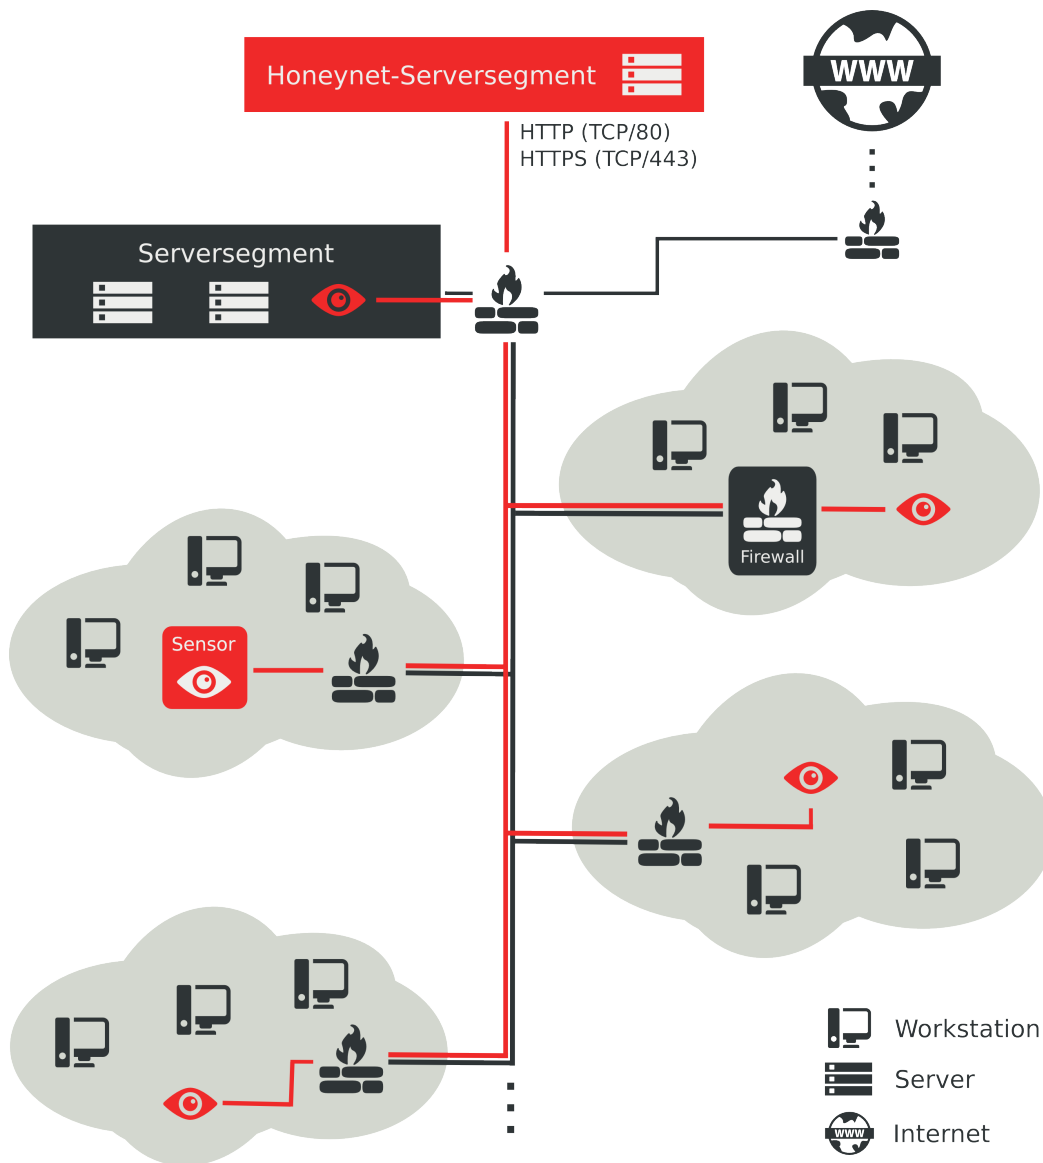 Honeynet-Serversegment
WWW
HTTP (TCP/80)
HTTPS (TCP/443)
Serversegment
Firewall
Sensor
Workstation
Server
WWW
Internet